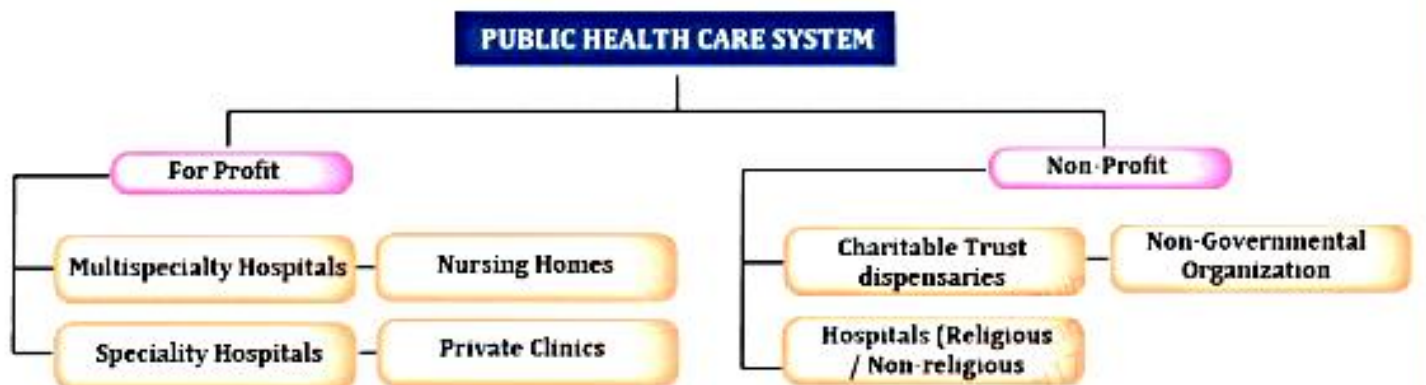 PUBLIC HEALTH CARE SYSTEM
For Profit
Non-Profit
Multispecialty Hospitals
Nursing Homes
Charitable Trust
dispensaries
Non-Governmental
Organization
Speciality Hospitals
Private Clinics
Hospitals (Religious
/ Non-religious